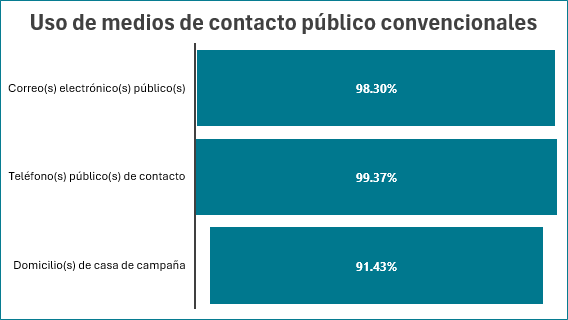 Uso de medios de contacto público convencionales
Correo(s) electrónico(s) público(s)
98.30%
Teléfono(s) público(s) de contacto
99.37%
Domicilio(s) de casa de campaña
91.43%